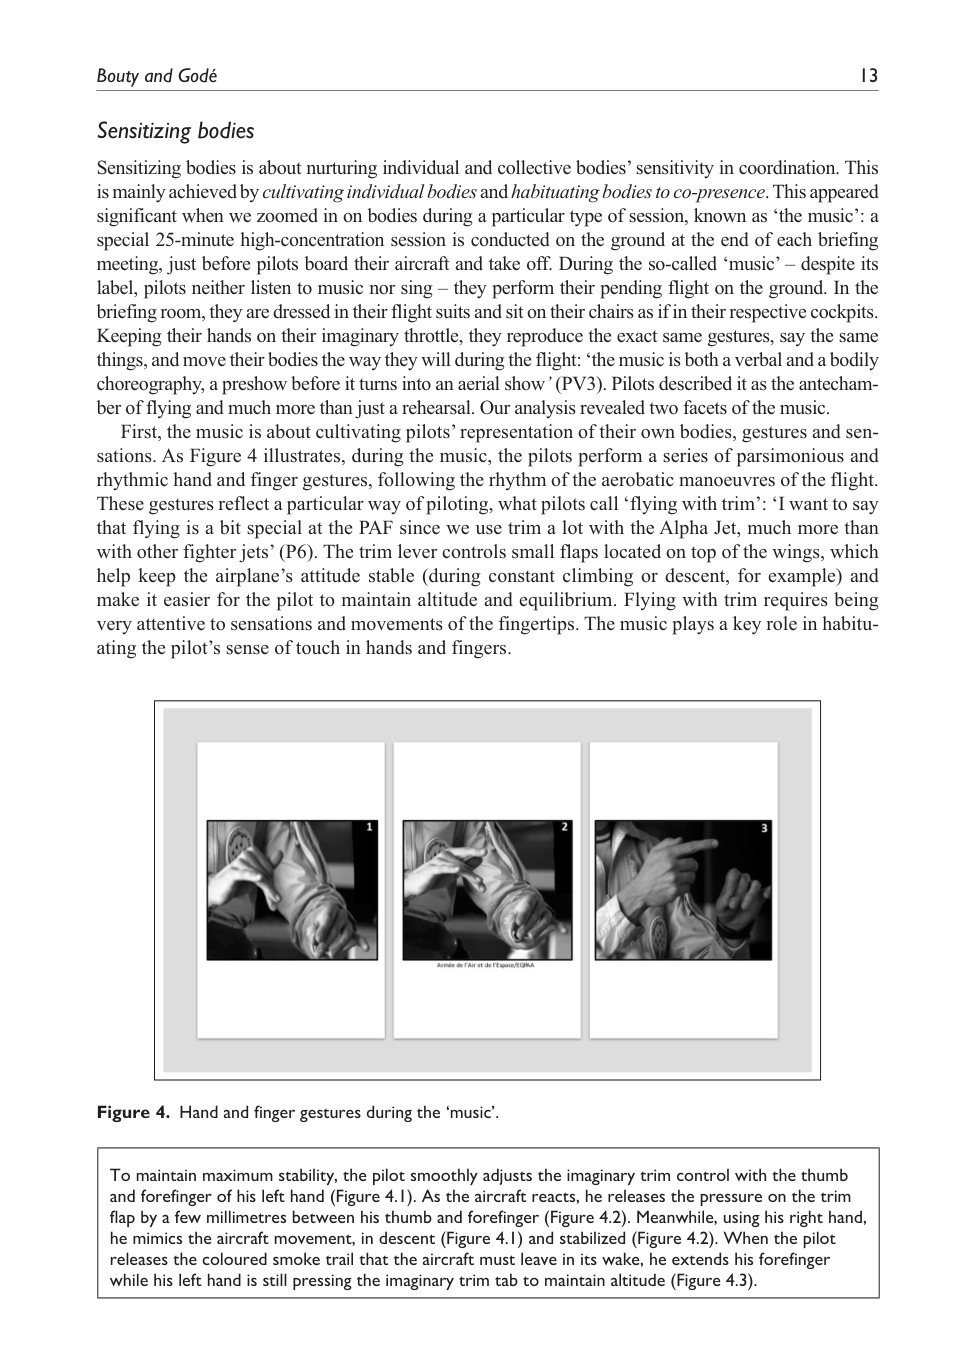 Bouty and Godé 13
Sensitizing bodies
Sensitizing bodies is about nurturing individual and collective bodies’ sensitivity in coordination. This
is mainly achieved by cultivating individual bodies and habituating bodies to co-presence. This appeared
significant when we zoomed in on bodies during a particular type of session, known as ‘the music’: a
special 25-minute high-concentration session is conducted on the ground at the end of each briefing
meeting, just before pilots board their aircraft and take off. During the so-called ‘music’ – despite its
label, pilots neither listen to music nor sing – they perform their pending flight on the ground. In the
briefing room, they are dressed in their flight suits and sit on their chairs as if in their respective cockpits.
Keeping their hands on their imaginary throttle, they reproduce the exact same gestures, say the same
things, and move their bodies the way they will during the flight: ‘the music is both a verbal and a bodily
choreography, a preshow before it turns into an aerial show’ (PV3). Pilots described it as the antecham-
ber of flying and much more than just a rehearsal. Our analysis revealed two facets of the music.
First, the music is about cultivating pilots’ representation of their own bodies, gestures and sen-
sations. As Figure 4 illustrates, during the music, the pilots perform a series of parsimonious and
rhythmic hand and finger gestures, following the rhythm of the aerobatic manoeuvres of the flight.
These gestures reflect a particular way of piloting, what pilots call ‘flying with trim’: ‘I want to say
that flying is a bit special at the PAF since we use trim a lot with the Alpha Jet, much more than
with other fighter jets’ (P6). The trim lever controls small flaps located on top of the wings, which
help keep the airplane’s attitude stable (during constant climbing or descent, for example) and
make it easier for the pilot to maintain altitude and equilibrium. Flying with trim requires being
very attentive to sensations and movements of the fingertips. The music plays a key role in habitu-
ating the pilot’s sense of touch in hands and fingers.
1
2
3
Armée de l'Air et de l'Espace/EQPAA
Figure 4. Hand and finger gestures during the ‘music’.
To maintain maximum stability, the pilot smoothly adjusts the imaginary trim control with the thumb
and forefinger of his left hand (Figure 4.1). As the aircraft reacts, he releases the pressure on the trim
flap by a few millimetres between his thumb and forefinger (Figure 4.2). Meanwhile, using his right hand,
he mimics the aircraft movement, in descent (Figure 4.1) and stabilized (Figure 4.2). When the pilot
releases the coloured smoke trail that the aircraft must leave in its wake, he extends his forefinger
while his left hand is still pressing the imaginary trim tab to maintain altitude (Figure 4.3).